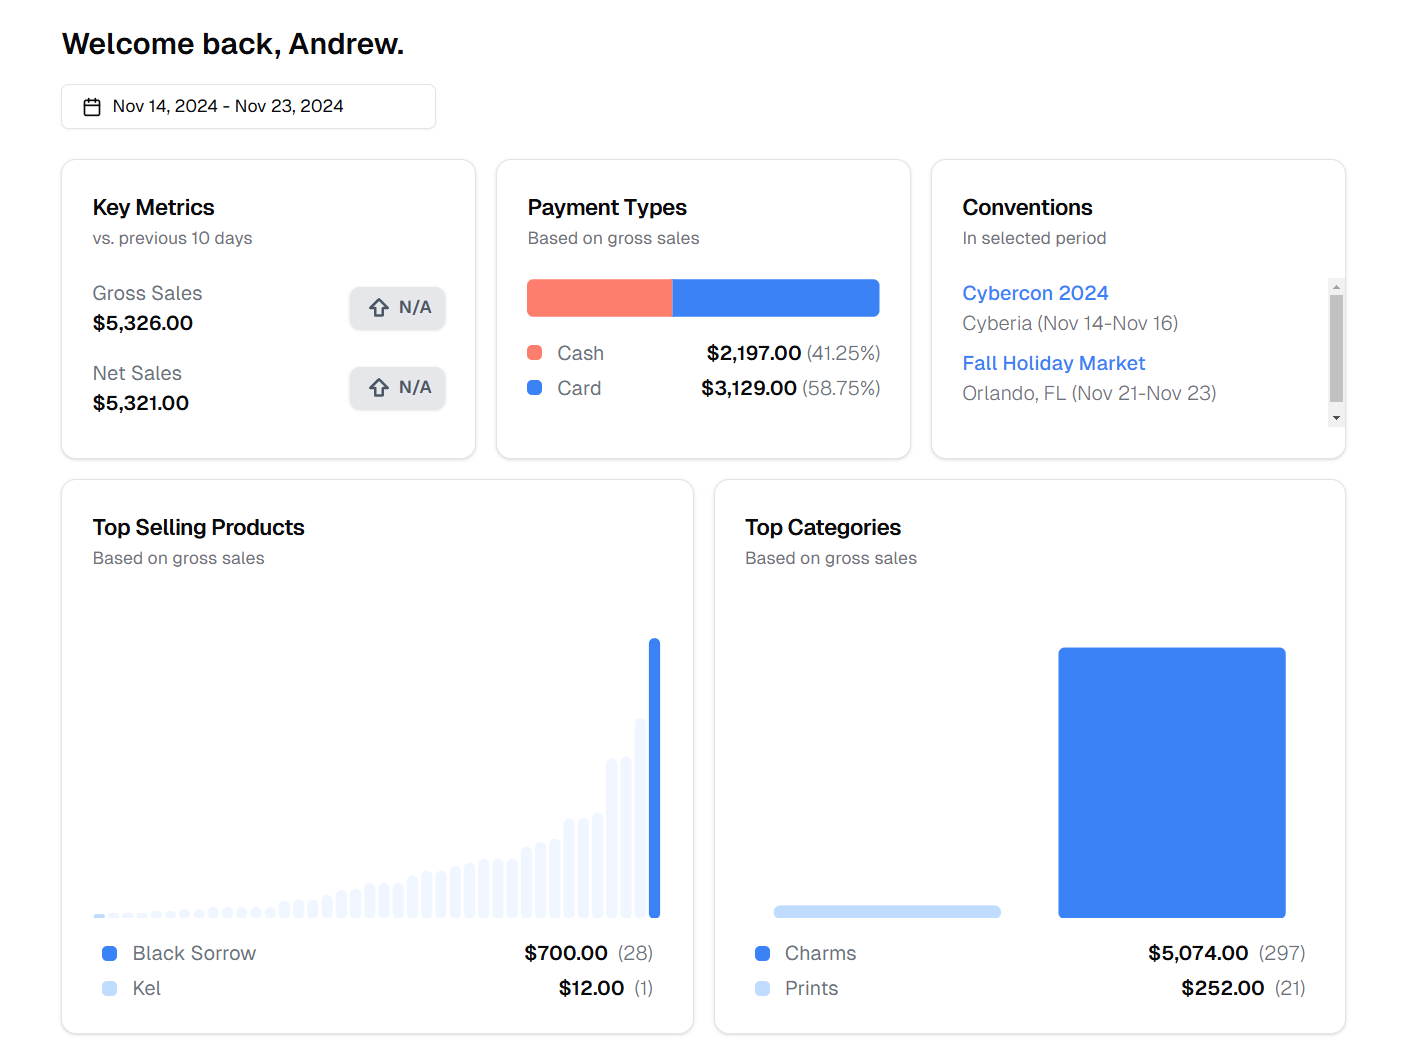 Welcome back, Andrew.
Nov 14, 2024 - Nov 23, 2024
Key Metrics
vs. previous 10 days
Gross Sales
$5,326.00
N/A
Net Sales
$5,321.00
N/A
Payment Types
Based on gross sales
Cash $2,197.00 (41.25%)
Card $3,129.00 (58.75%)
Conventions
In selected period
Cybercon 2024
Cyberia (Nov 14-Nov 16)
Fall Holiday Market
Orlando, FL (Nov 21-Nov 23)
Top Selling Products
Based on gross sales
Black Sorrow $700.00 (28)
Kel $12.00 (1)
Top Categories
Based on gross sales
Charms $5,074.00 (297)
Prints $252.00 (21)